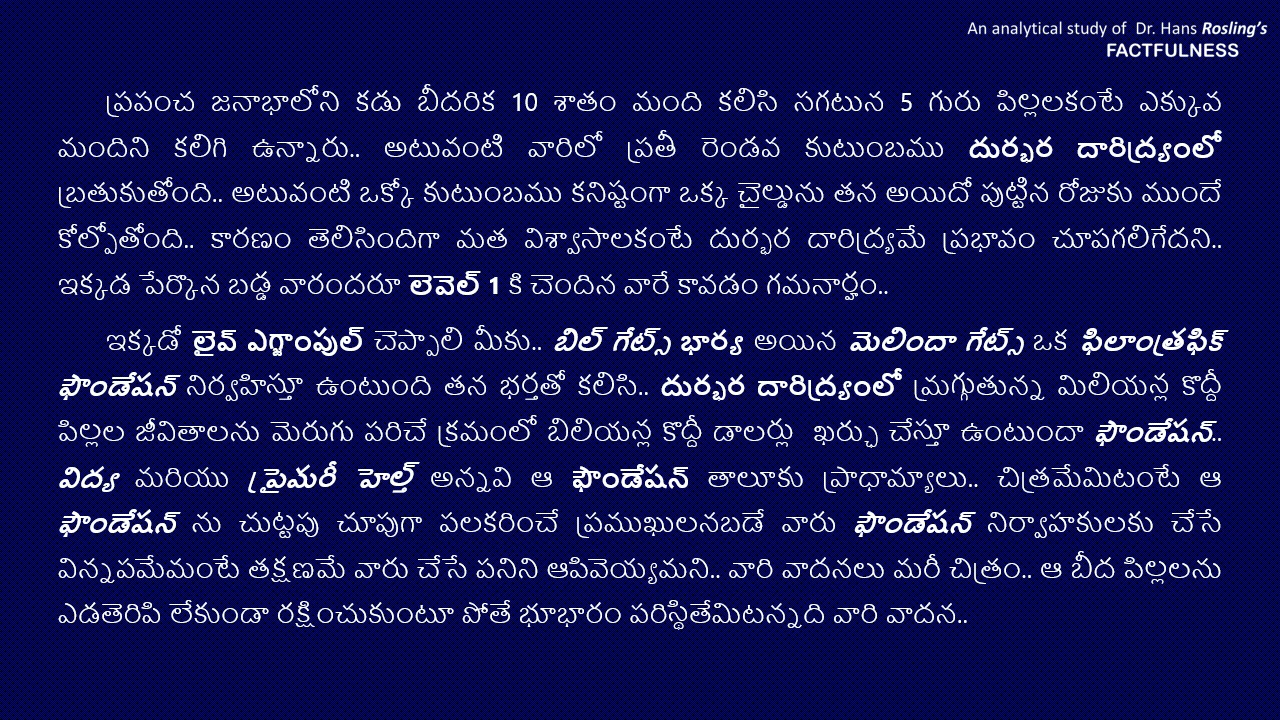 An analytical study of Dr. Hans Rosling's
FACTFULNESS
ప్రపంచ జనాభాలోని కడు బీదరిక 10 శాతం మంది కలిసి సగటున 5 గురు పిల్లలకంటే ఎక్కువ
మందిని కలిగి ఉన్నారు.. అటువంటి వారిలో ప్రతీ రెండవ కుటుంబము దుర్భర దారిద్ర్యంలో
బ్రతుకుతోంది.. అటువంటి ఒక్కో కుటుంబము కనిష్టంగా ఒక్క చైల్డును తన అయిదో పుట్టిన రోజుకు ముందే
కోల్పోతోంది.. కారణం తెలిసిందిగా మత విశ్వాసాలకంటే దుర్భర దారిద్ర్యమే ప్రభావం చూపగలిగేదని..
ఇక్కడ పేర్కొన బడ్డ వారందరూ లెవెల్ 1 కి చెందిన వారే కావడం గమనార్హం..
ఇక్కడో లైవ్ ఎగ్జాంపుల్ చెప్పాలి మీకు.. బిల్ గేట్స్ భార్య అయిన మెలిందా గేట్స్ ఒక ఫిలాంత్రఫిక్
ఫౌండేషన్ నిర్వహిస్తూ ఉంటుంది తన భర్తతో కలిసి.. దుర్భర దారిద్ర్యంలో మ్రగ్గుతున్న మిలియన్ల కొద్దీ
పిల్లల జీవితాలను మెరుగు పరిచే క్రమంలో బిలియన్ల కొద్దీ డాలర్లు ఖర్చు చేస్తూ ఉంటుందా ఫౌండేషన్..
విద్య మరియు ప్రైమరీ హెల్త్ అన్నవి ఆ ఫౌండేషన్ తాలూకు ప్రాధామ్యాలు.. చిత్రమేమిటంటే ఆ
ఫౌండేషన్ ను చుట్టపు చూపుగా పలకరించే ప్రముఖులనబడే వారు ఫౌండేషన్ నిర్వాహకులకు చేసే
విన్నపమేమంటే తక్షణమే వారు చేసే పనిని ఆపివెయ్యమని.. వారి వాదనలు మరీ చిత్రం.. ఆ బీద పిల్లలను
ఎడతెరిపి లేకుండా రక్షించుకుంటూ పోతే భూభారం పరిస్థితేమిటన్నది వారి వాదన..